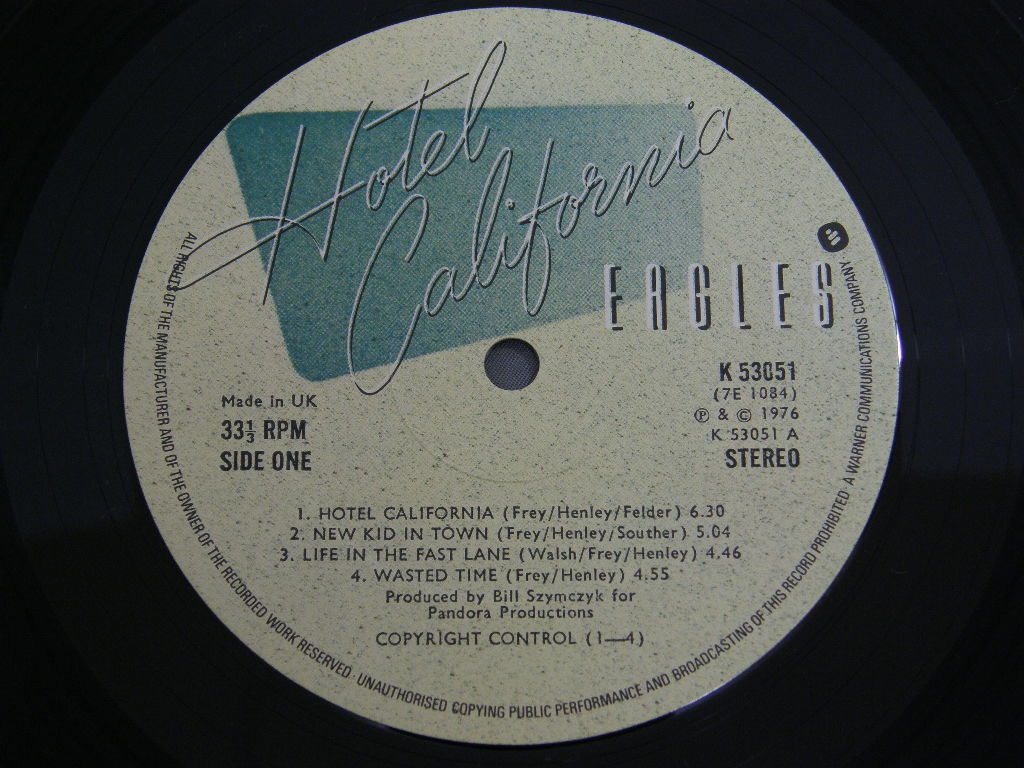 Hotel
California
EAGLES
K 53051
(7E 1084)
℗ & © 1976
K 53051 A
STEREO
Made in UK
33⅓ RPM
SIDE ONE
1. HOTEL CALIFORNIA (Frey/Henley/Felder) 6.30
2. NEW KID IN TOWN (Frey/Henley/Souther) 5.04
3. LIFE IN THE FAST LANE (Walsh/Frey/Henley) 4.46
4. WASTED TIME (Frey/Henley) 4.55
Produced by Bill Szymczyk for
Pandora Productions
COPYRIGHT CONTROL (1—4)
ALL RIGHTS OF THE MANUFACTURER AND OF THE OWNER OF THE RECORDED WORK RESERVED · UNAUTHORISED COPYING PUBLIC PERFORMANCE AND BROADCASTING OF THIS RECORD PROHIBITED A WARNER COMMUNICATIONS COMPANY